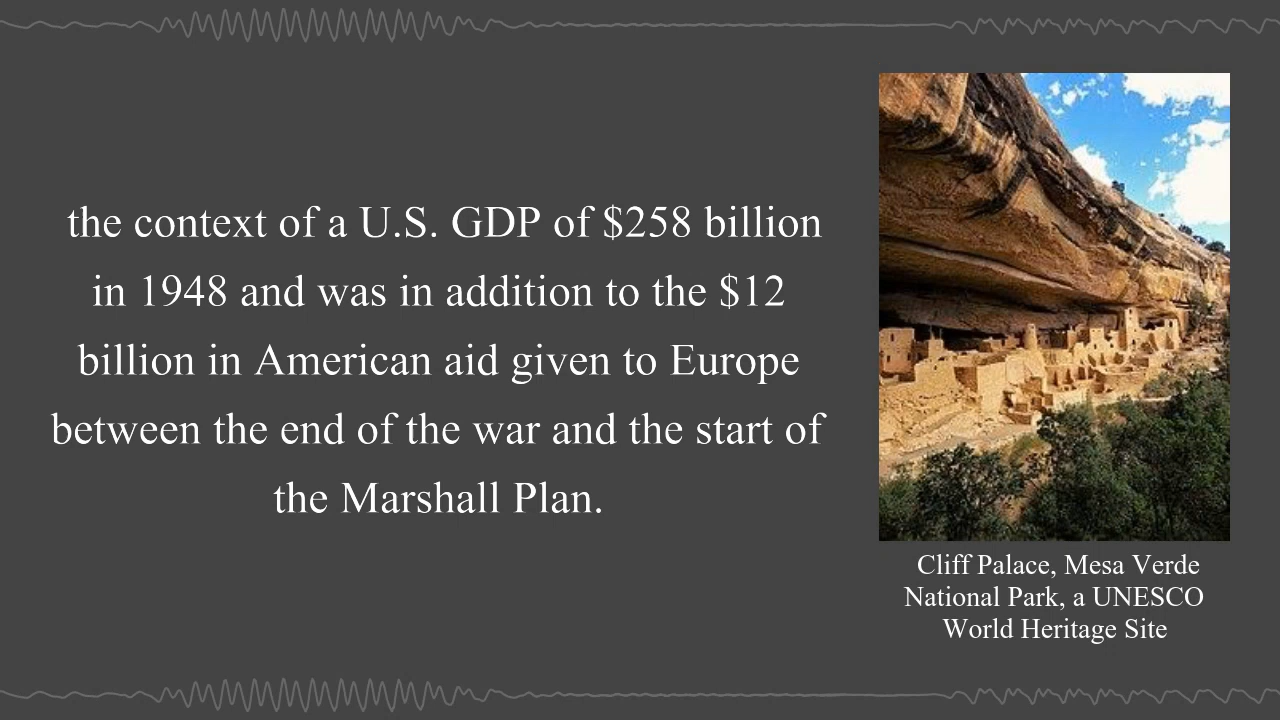 the context of a U.S. GDP of $258 billion
in 1948 and was in addition to the $12
billion in American aid given to Europe
between the end of the war and the start of
the Marshall Plan.
Cliff Palace, Mesa Verde
National Park, a UNESCO
World Heritage Site